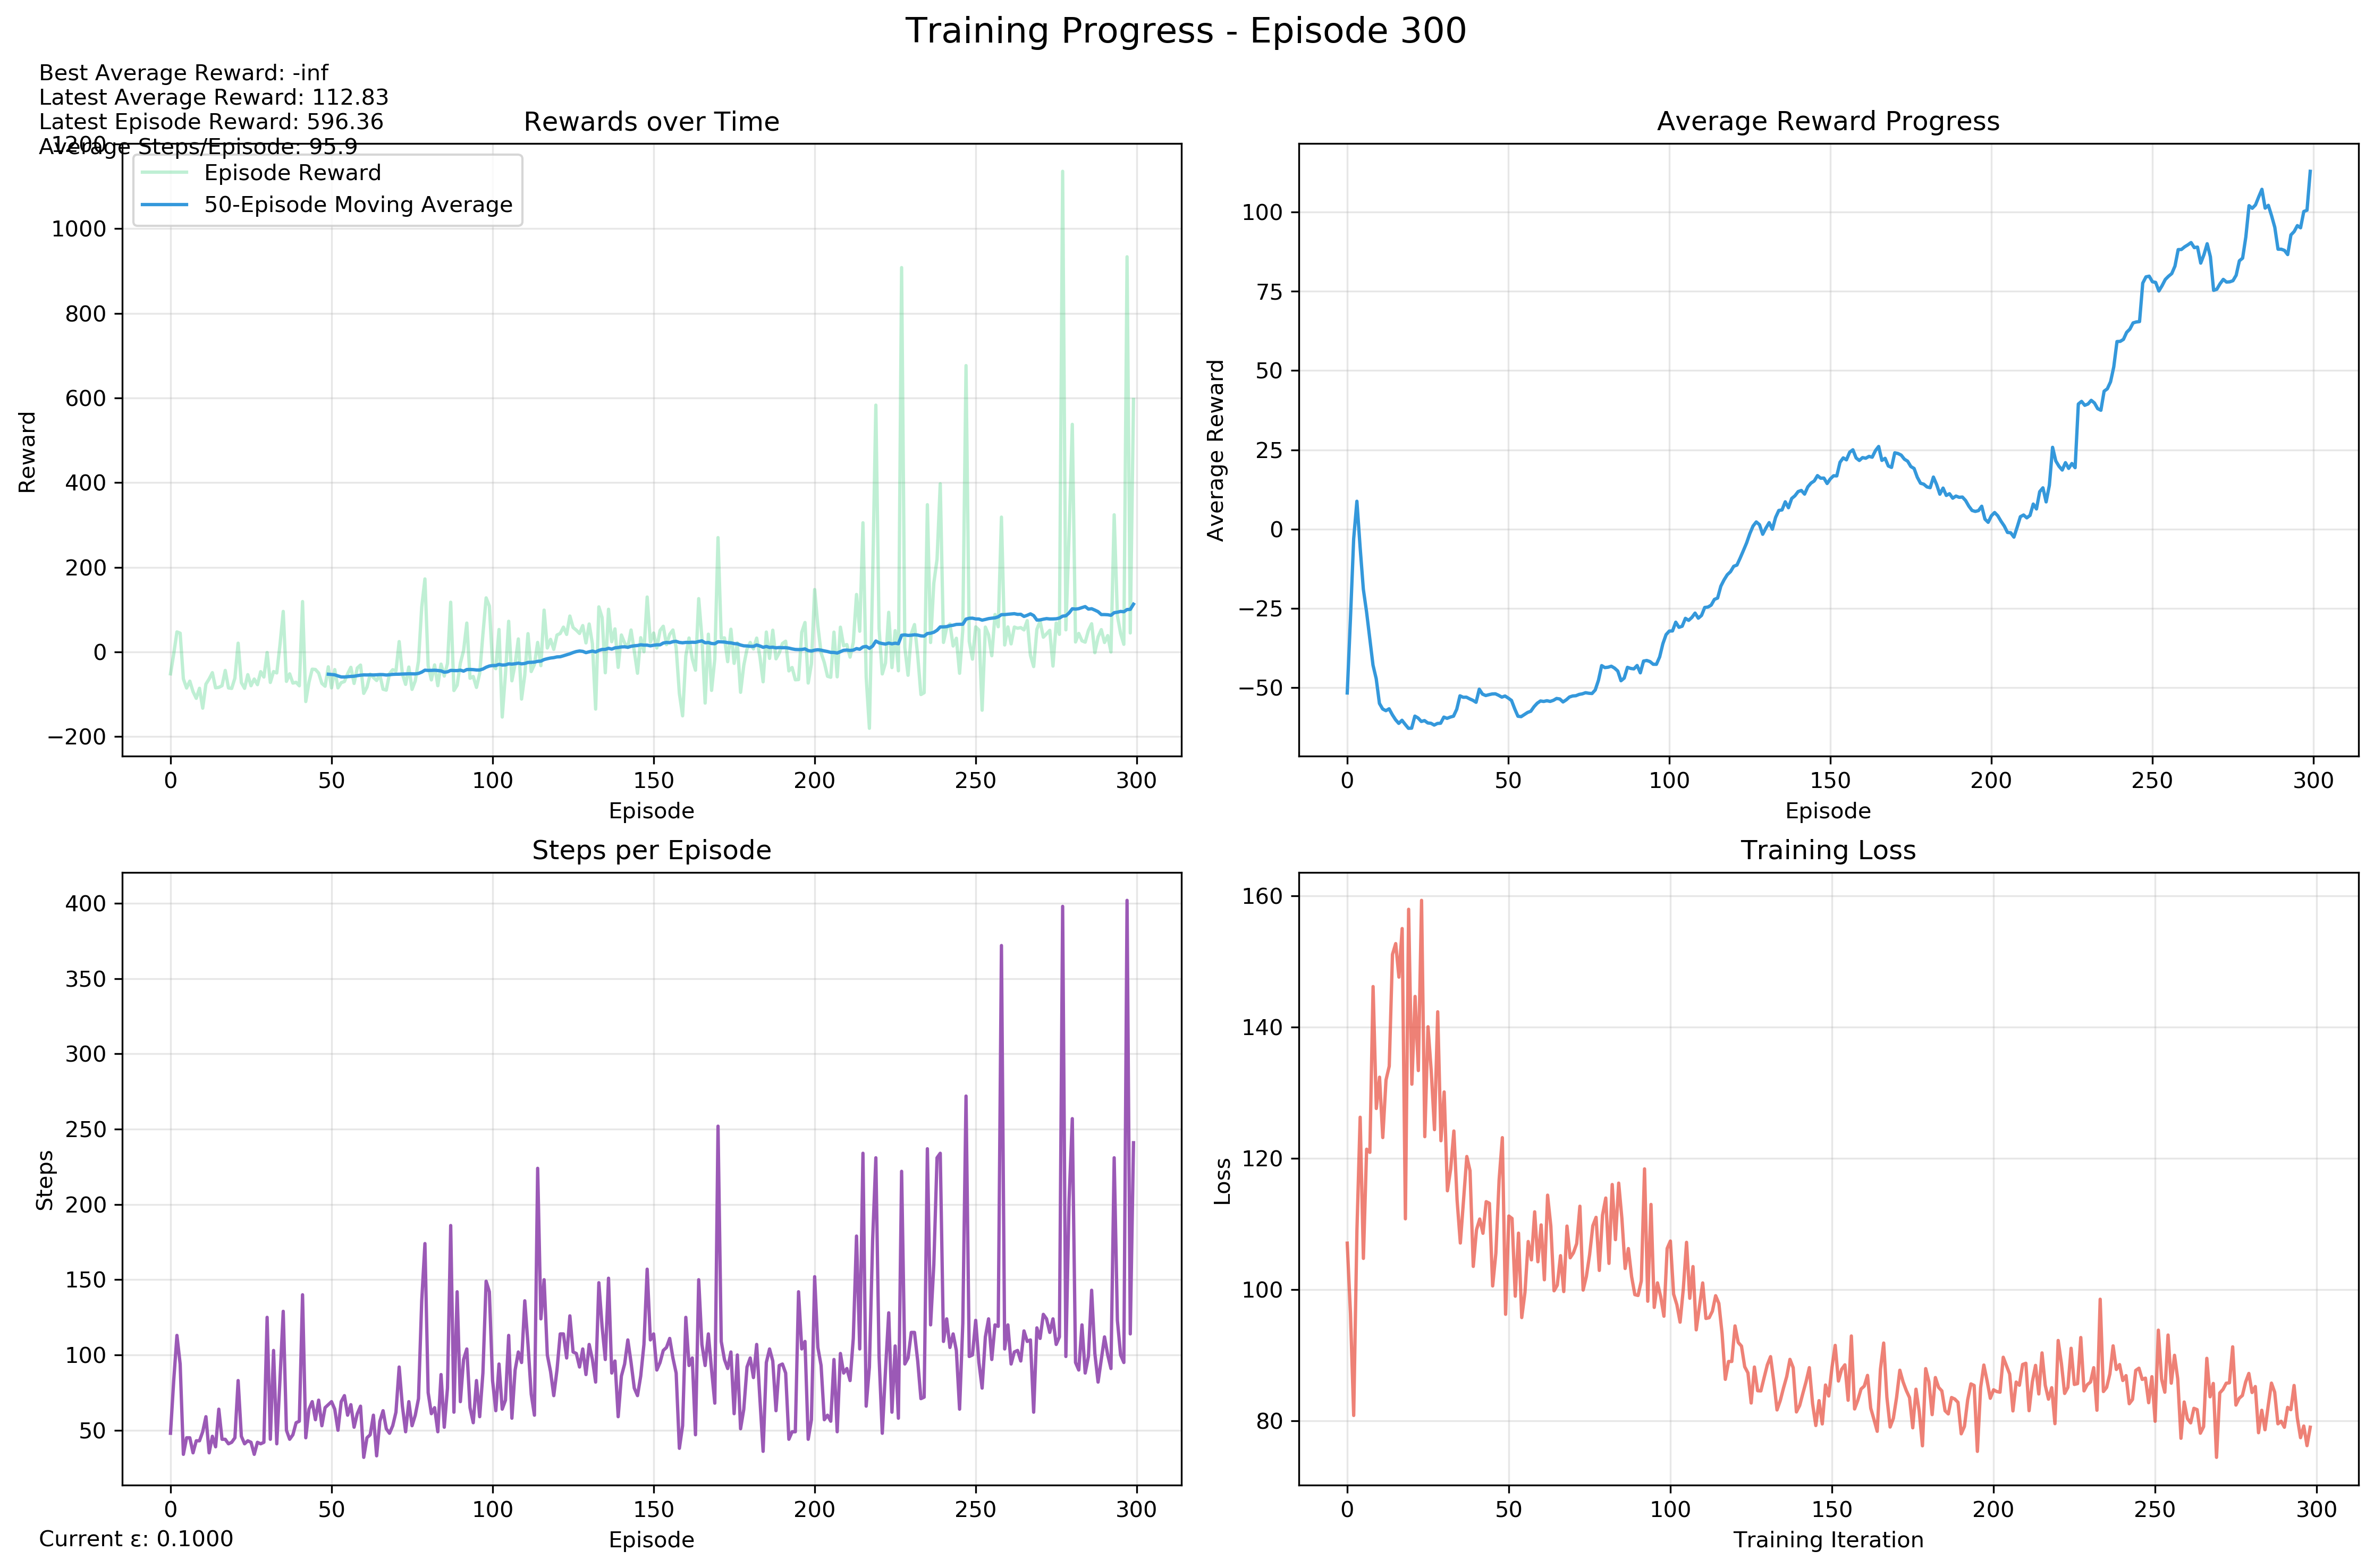 Training Progress - Episode 300
Best Average Reward: -inf
Latest Average Reward: 112.83
Latest Episode Reward: 596.36
Average Steps/Episode: 95.9
Rewards over Time
Episode Reward
50-Episode Moving Average
1200
1000
800
600
400
200
0
−200
Reward
0
50
100
150
200
250
300
Episode
Average Reward Progress
100
75
50
25
0
−25
−50
Average Reward
0
50
100
150
200
250
300
Episode
Steps per Episode
400
350
300
250
200
150
100
50
Steps
0
50
100
150
200
250
300
Episode
Training Loss
160
140
120
100
80
Loss
0
50
100
150
200
250
300
Training Iteration
Current ε: 0.1000